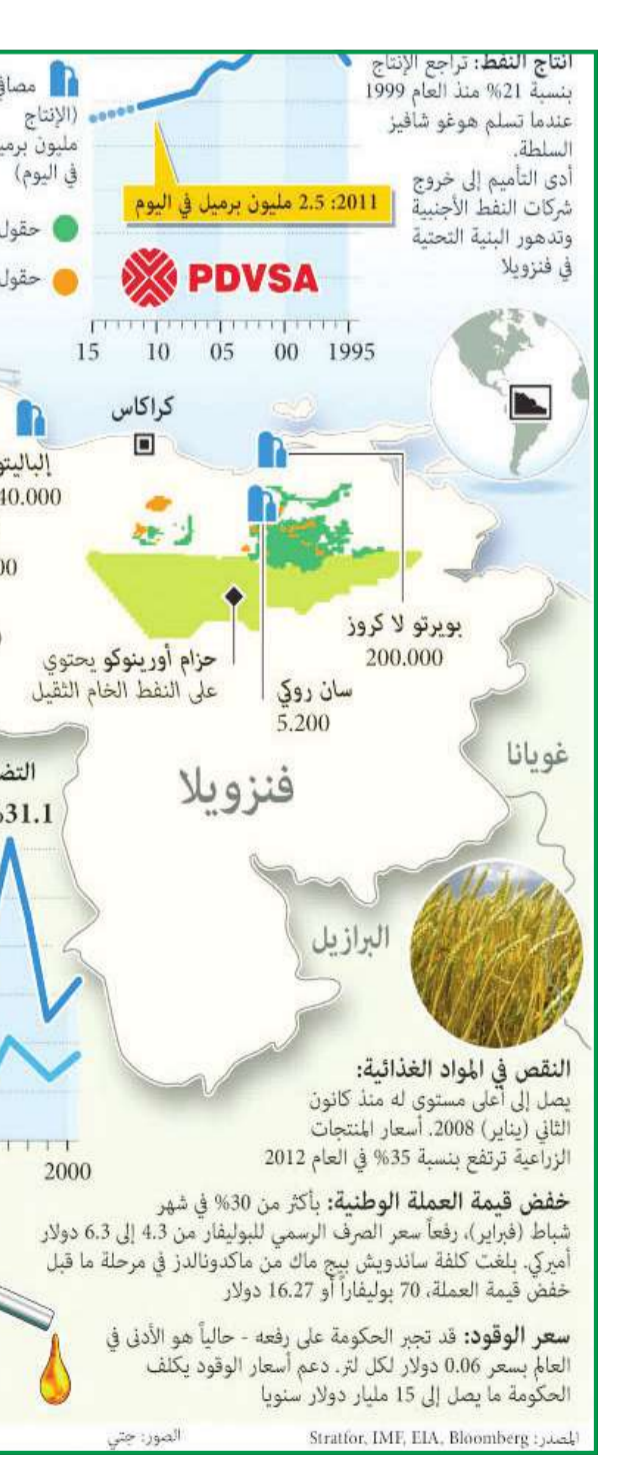 انتاج النفط: تراجع الإنتاج
بنسبة 21% منذ العام 1999
عندما تسلم هوغو شافيز
السلطة.
أدى التأميم إلى خروج
شركات النفط الأجنبية
وتدهور البنية التحتية
في فنزويلا
2011: 2.5 مليون برميل في اليوم
PDVSA
15 10 05 00 1995
(الإنتاج
في اليوم)
حقول
حقول
كراكاس
بويرتو لا كروز
200.000
سان روكي
5.200
حزام أورينوكو يحتوي
على النفط الخام الثقيل
فنزويلا
غويانا
البرازيل
31.1
2000
النقص في المواد الغذائية:
يصل إلى أعلى مستوى له منذ كانون
الثاني (يناير) 2008. أسعار المنتجات
الزراعية ترتفع بنسبة 35% في العام 2012
خفض قيمة العملة الوطنية: بأكثر من 30% في شهر
شباط (فبراير)، رفعاً سعر الصرف الرسمي للبوليفار من 4.3 إلى 6.3 دولار
أميركي. بلغت كلفة ساندويش بيج ماك من ماكدونالدز في مرحلة ما قبل
خفض قيمة العملة، 70 بوليفاراً أو 16.27 دولار
سعر الوقود: قد تجبر الحكومة على رفعه - حالياً هو الأدنى في
العالم بسعر 0.06 دولار لكل لتر. دعم أسعار الوقود يكلف
الحكومة ما يصل إلى 15 مليار دولار سنويا
المصدر: Stratfor, IMF, EIA, Bloomberg
الصور: جتي